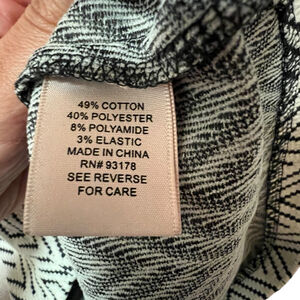 49% COTTON
40% POLYESTER
8% POLYAMIDE
3% ELASTIC
MADE IN CHINA
RN# 93178
SEE REVERSE
FOR CARE